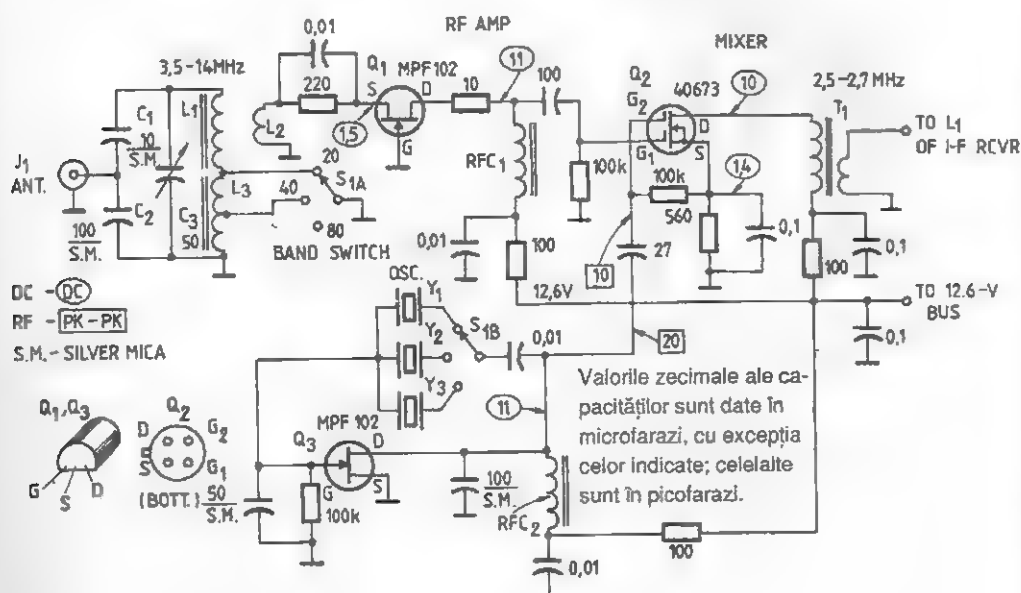 RF AMP
MIXER
0,01
3,5-14MHz
Q1 MPF 102
220
S
D
G
10
11
100
1,5
Q2
40673
G2
G1
D
S
10
2,5-2,7 MHz
T1
TO L1
OF I-F RCVR
C1
50
S.M.
L1
L2
L3
J1
ANT.
C2
100
S.M.
C3
50
20
40
80
S1A
BAND SWITCH
RFC1
100k
100k
560
1,4
0,1
0,1
100
27
10
0,01
100
12,6V
TO 12.6-V
BUS
0,1
DC - DC
RF - PK-PK
S.M.- SILVER MICA
OSC.
Y1
Y2
Y3
S1B
0,01
20
11
Valorile zecimale ale ca-
pacităților sunt date în
microfarazi, cu excepția
celor indicate; celelalte
sunt în picofarazi.
Q1,Q3
G
S
D
Q2
D
G2
S
G1
(BOTT.)
50
S.M.
MPF 102
Q3
D
G
S
100k
100
S.M.
RFC2
100
0,01